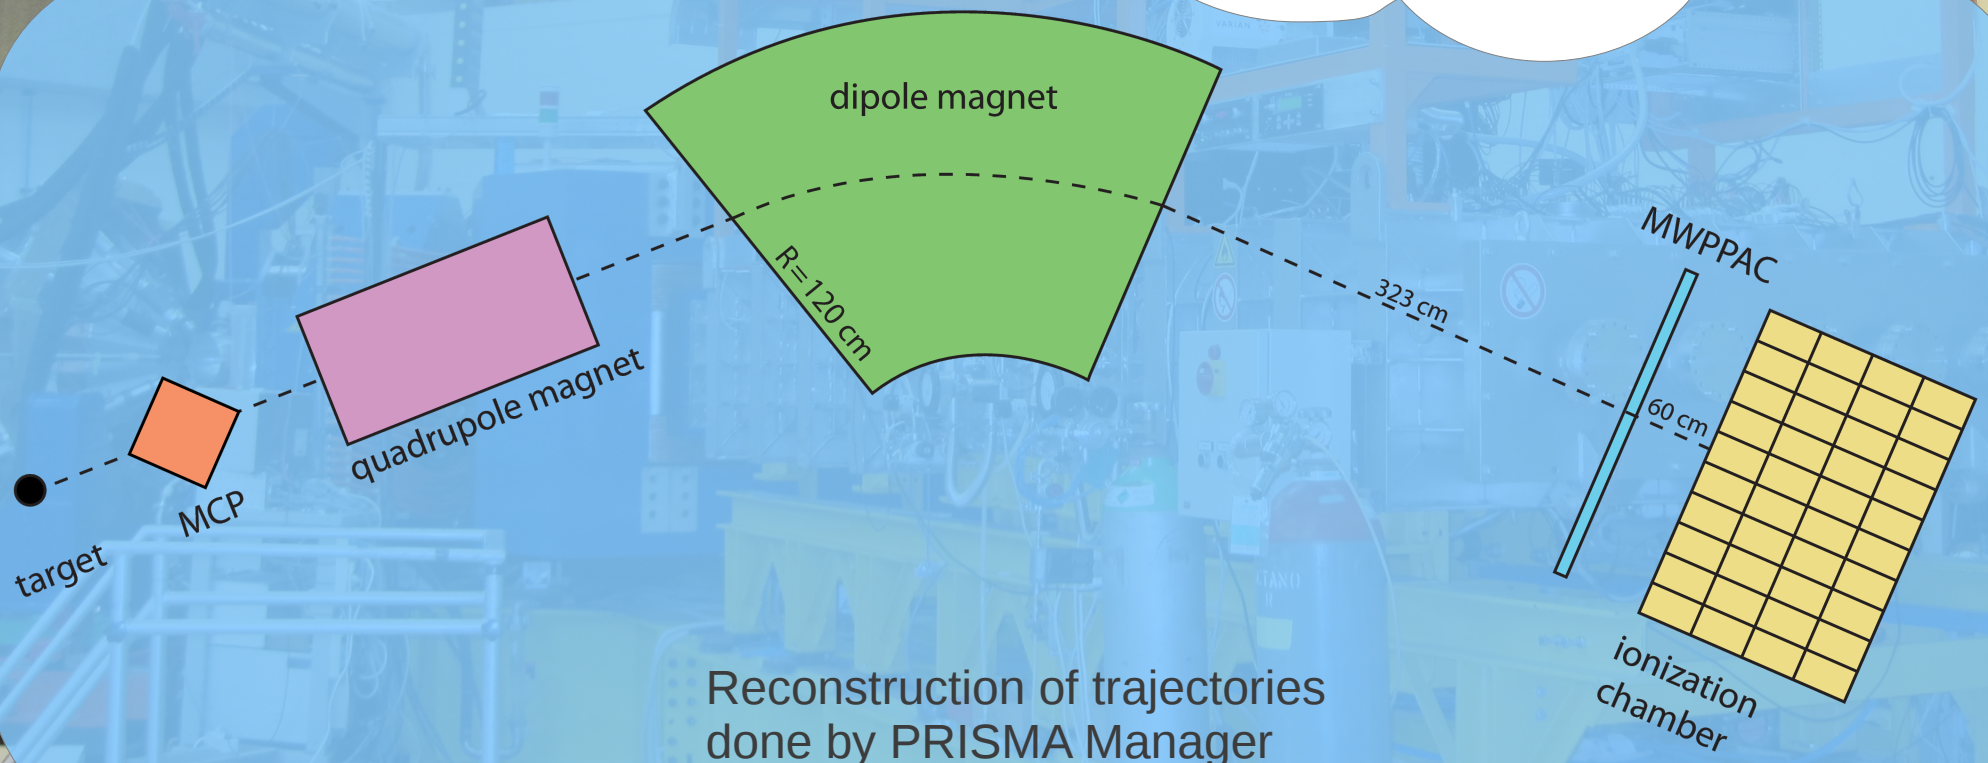 dipole magnet
R=120 cm
MWPPAC
323 cm
60 cm
quadrupole magnet
MCP
target
ionization
chamber
Reconstruction of trajectories
done by PRISMA Manager
VARIAN